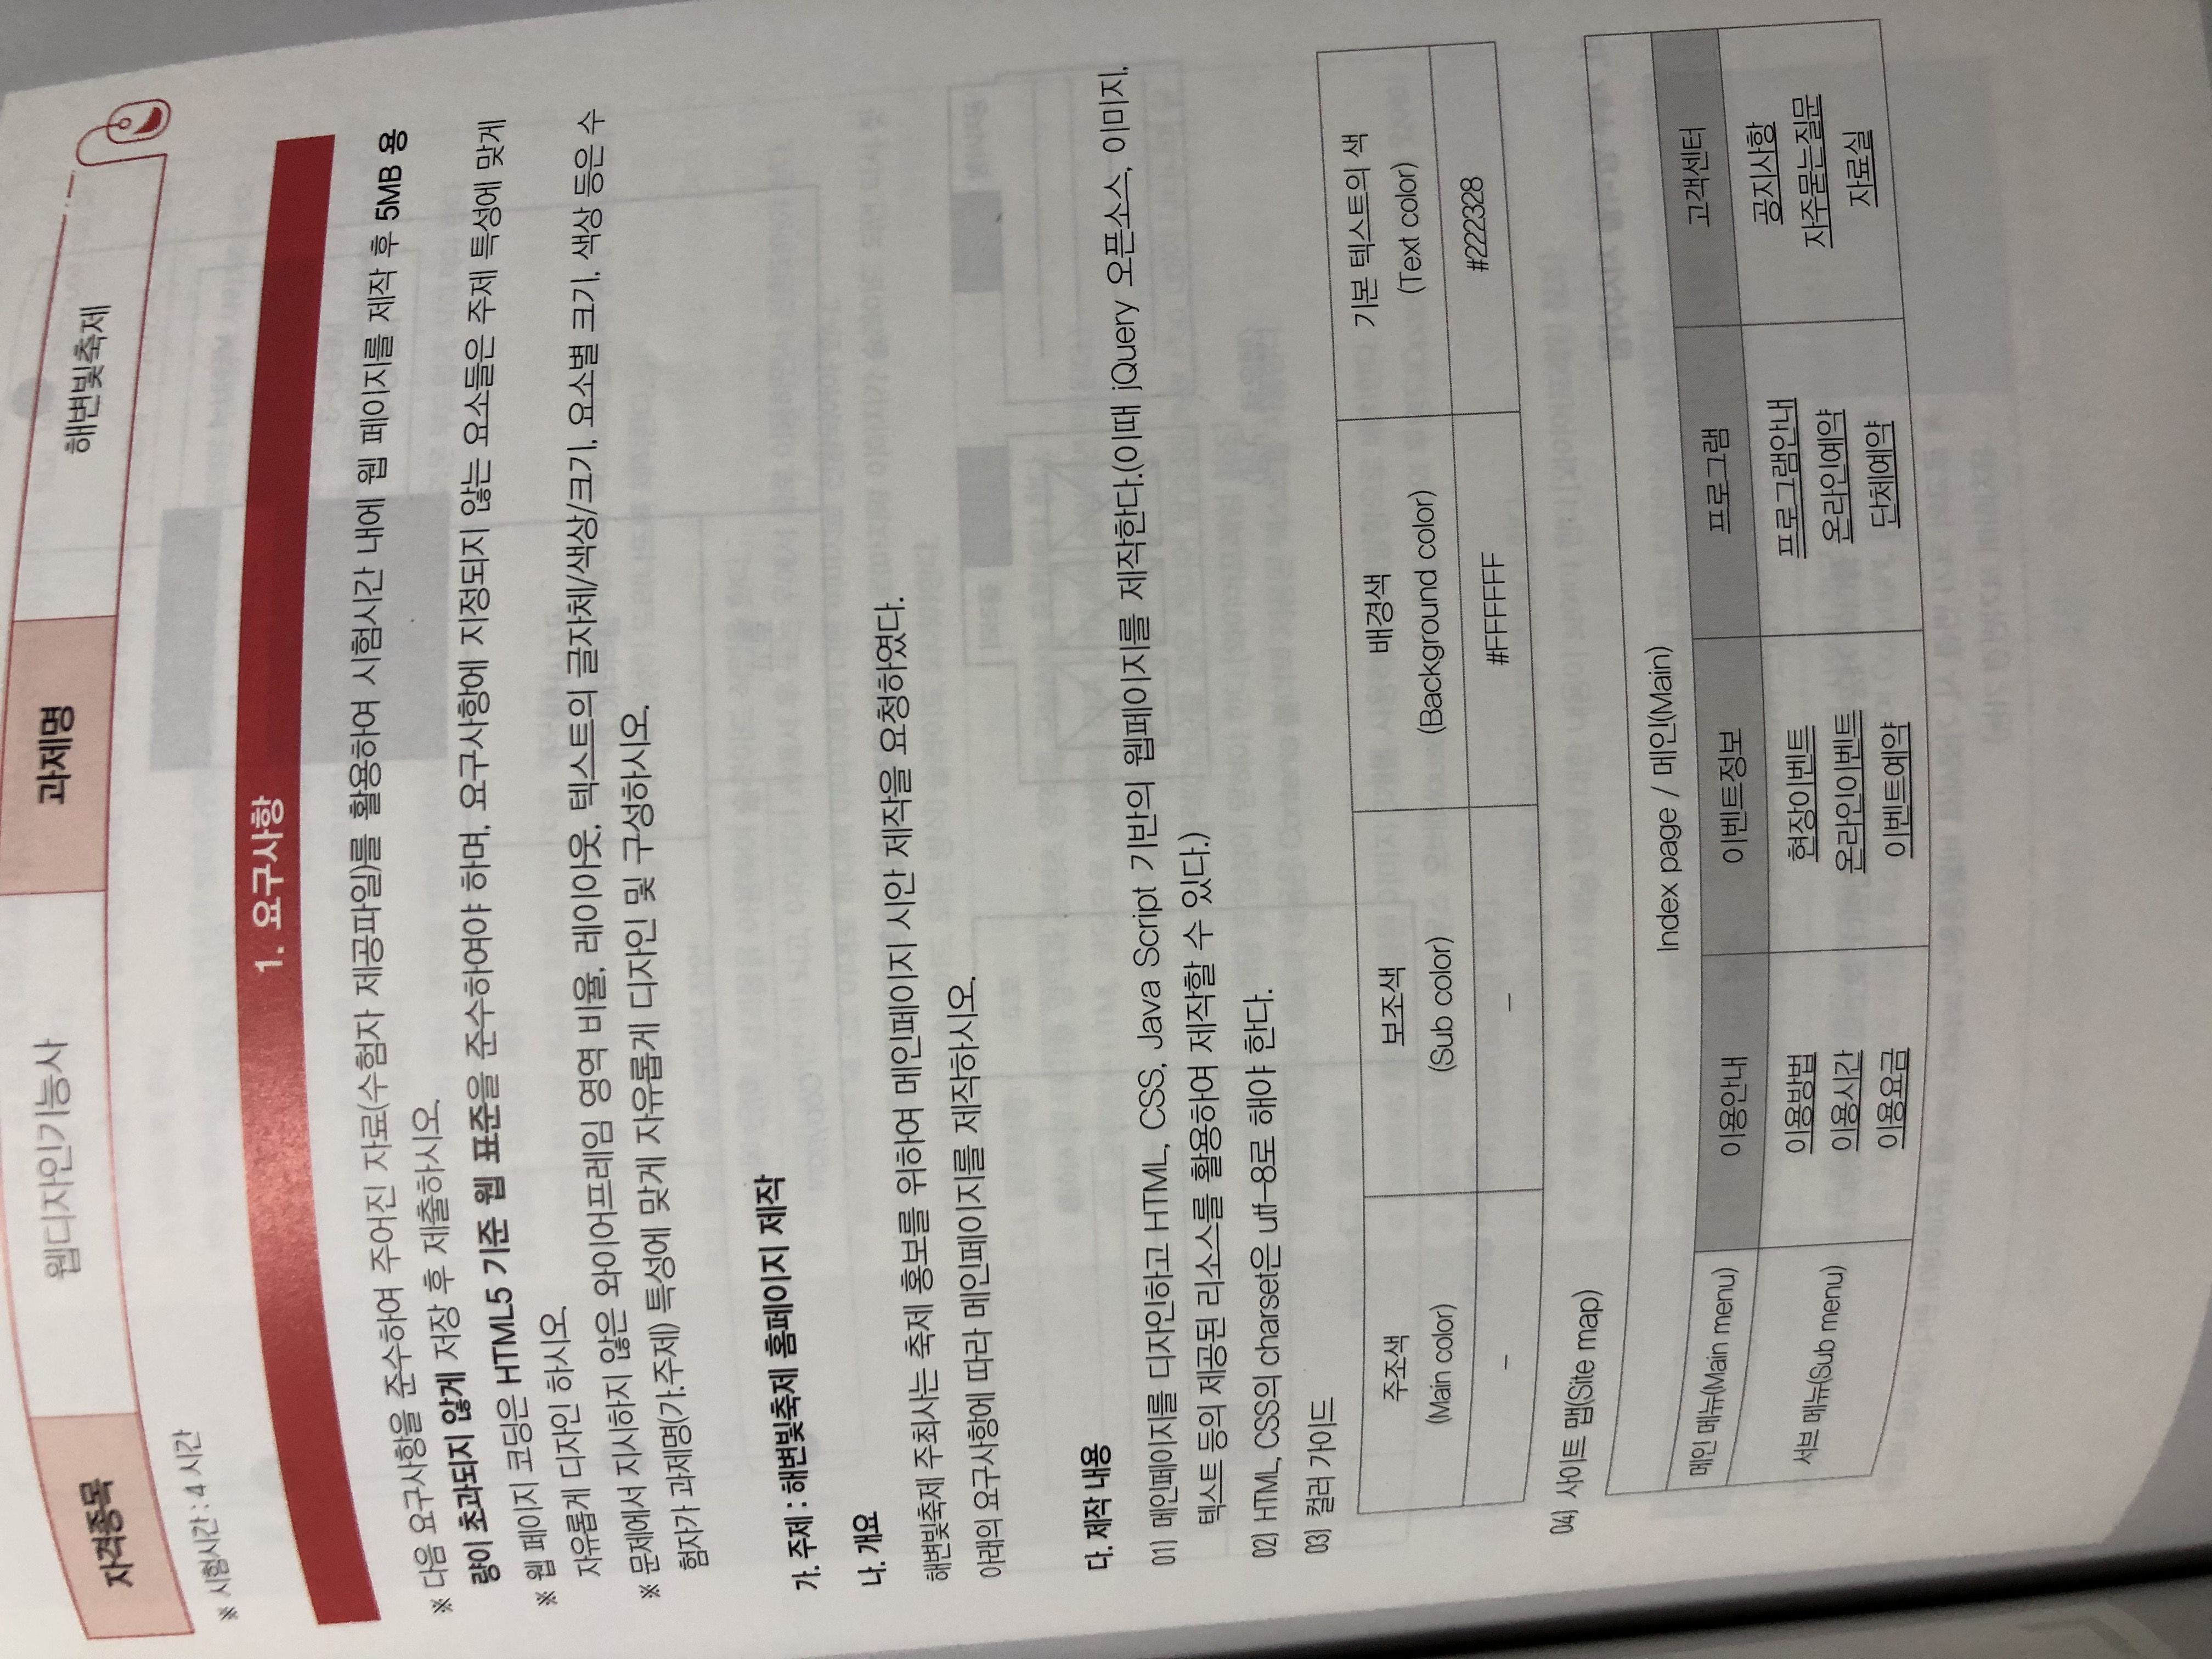 자격종목 웹디자인기능사 과제명 해변빛축제
※ 시험시간 : 4 시간
1. 요구사항
※ 다음 요구사항을 준수하여 주어진 자료(수험자 제공파일)를 활용하여 시험시간 내에 웹 페이지를 제작 후 5MB 용
량이 초과되지 않게 저장 후 제출하시오.
※ 웹 페이지 코딩은 HTML5 기준 웹 표준을 준수하여야 하며, 요구사항에 지정되지 않는 요소들은 주제 특성에 맞게
자유롭게 디자인 하시오.
※ 문제에서 지시하지 않은 와이어프레임 영역 비율, 레이아웃, 텍스트의 글자체/색상/크기, 요소별 크기, 색상 등은 수
험자가 과제명(가.주제) 특성에 맞게 자유롭게 디자인 및 구성하시오.
가. 주제 : 해변빛축제 홈페이지 제작
나. 개요
해변빛축제 주최사는 축제 홍보를 위하여 메인페이지 시안 제작을 요청하였다.
아래의 요구사항에 따라 메인페이지를 제작하시오.
다. 제작 내용
01) 메인페이지를 디자인하고 HTML, CSS, Java Script 기반의 웹페이지를 제작한다.(이때 jQuery 오픈소스, 이미지,
텍스트 등의 제공된 리소스를 활용하여 제작할 수 있다.)
02) HTML, CSS의 charset은 utf-8로 해야 한다.
03) 컬러 가이드
주조색 보조색 배경색 기본 텍스트의 색
(Main color) (Sub color) (Background color) (Text color)
– – #FFFFFF #222328
04) 사이트 맵(Site map)
Index page / 메인(Main)
메인 메뉴(Main menu) 이용안내 이벤트정보 프로그램 고객센터
서브 메뉴(Sub menu) 이용방법 현장이벤트 프로그램안내 공지사항
이용시간 온라인이벤트 온라인예약 자주묻는질문
이용요금 이벤트예약 단체예약 자료실